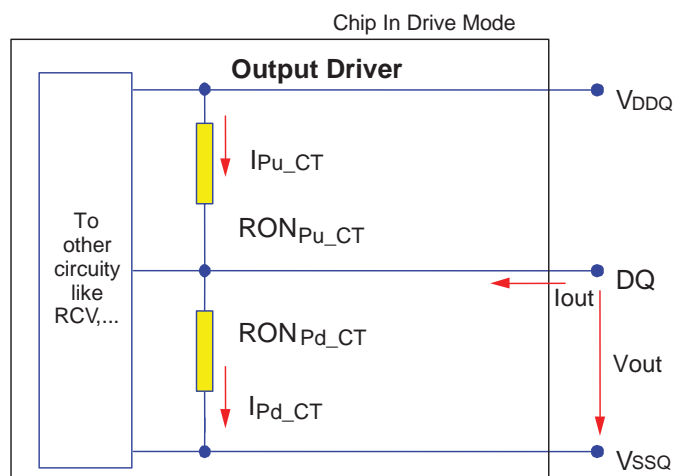 Chip In Drive Mode
Output Driver
VDDQ
IPu_CT
RONPu_CT
To
other
circuity
like
RCV,...
DQ
Iout
RONPd_CT
Vout
IPd_CT
VSSQ